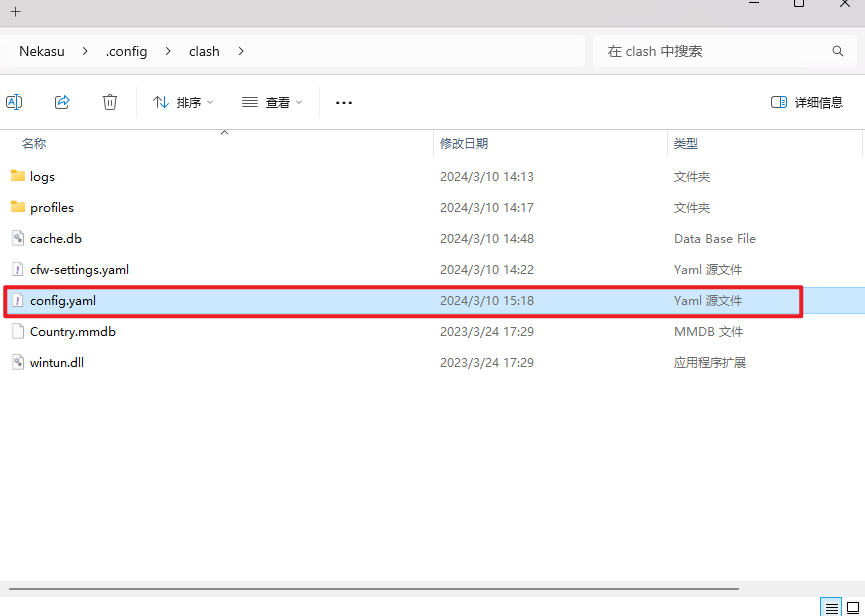 Nekasu > .config > clash >
在 clash 中搜索
排序 查看 ... 详细信息
名称 修改日期 类型
logs 2024/3/10 14:13 文件夹
profiles 2024/3/10 14:17 文件夹
cache.db 2024/3/10 14:48 Data Base File
cfw-settings.yaml 2024/3/10 14:22 Yaml 源文件
config.yaml 2024/3/10 15:18 Yaml 源文件
Country.mmdb 2023/3/24 17:29 MMDB 文件
wintun.dll 2023/3/24 17:29 应用程序扩展